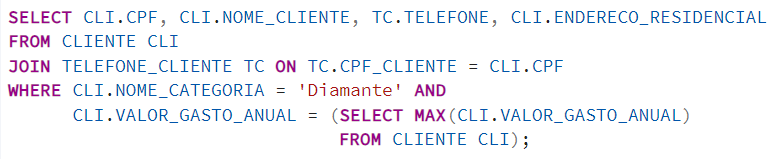 SELECT CLI.CPF, CLI.NOME_CLIENTE, TC.TELEFONE, CLI.ENDERECO_RESIDENCIAL
FROM CLIENTE CLI
JOIN TELEFONE_CLIENTE TC ON TC.CPF_CLIENTE = CLI.CPF
WHERE CLI.NOME_CATEGORIA = 'Diamante' AND
CLI.VALOR_GASTO_ANUAL = (SELECT MAX(CLI.VALOR_GASTO_ANUAL)
FROM CLIENTE CLI);